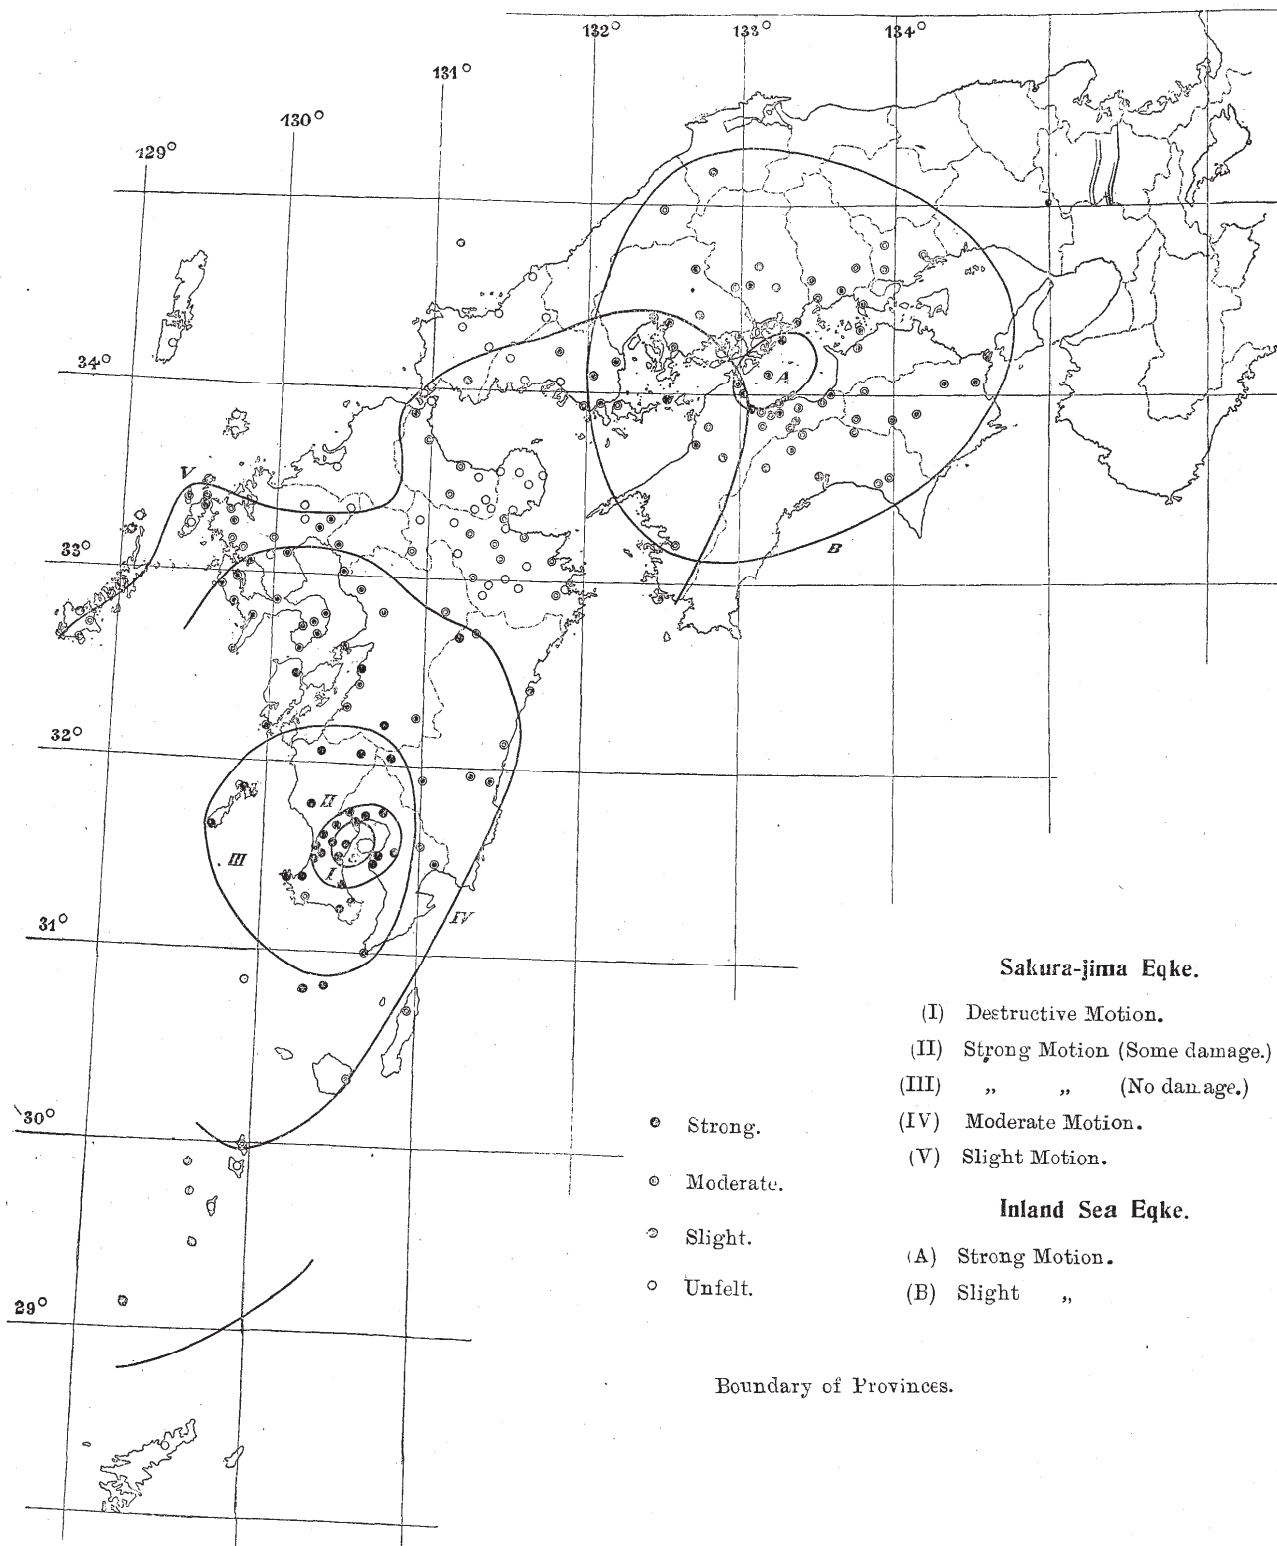 132° 133° 134°
131°
130°
129°
34°
V
A
33°
B
32°
II
III
I
IV
31°
Sakura-jima Eqke.
(I) Destructive Motion.
(II) Strong Motion (Some damage.)
(III) „ „ (No damage.)
30°
Strong.
(IV) Moderate Motion.
(V) Slight Motion.
Moderate.
Inland Sea Eqke.
Slight.
(A) Strong Motion.
Unfelt.
(B) Slight „
29°
Boundary of Provinces.